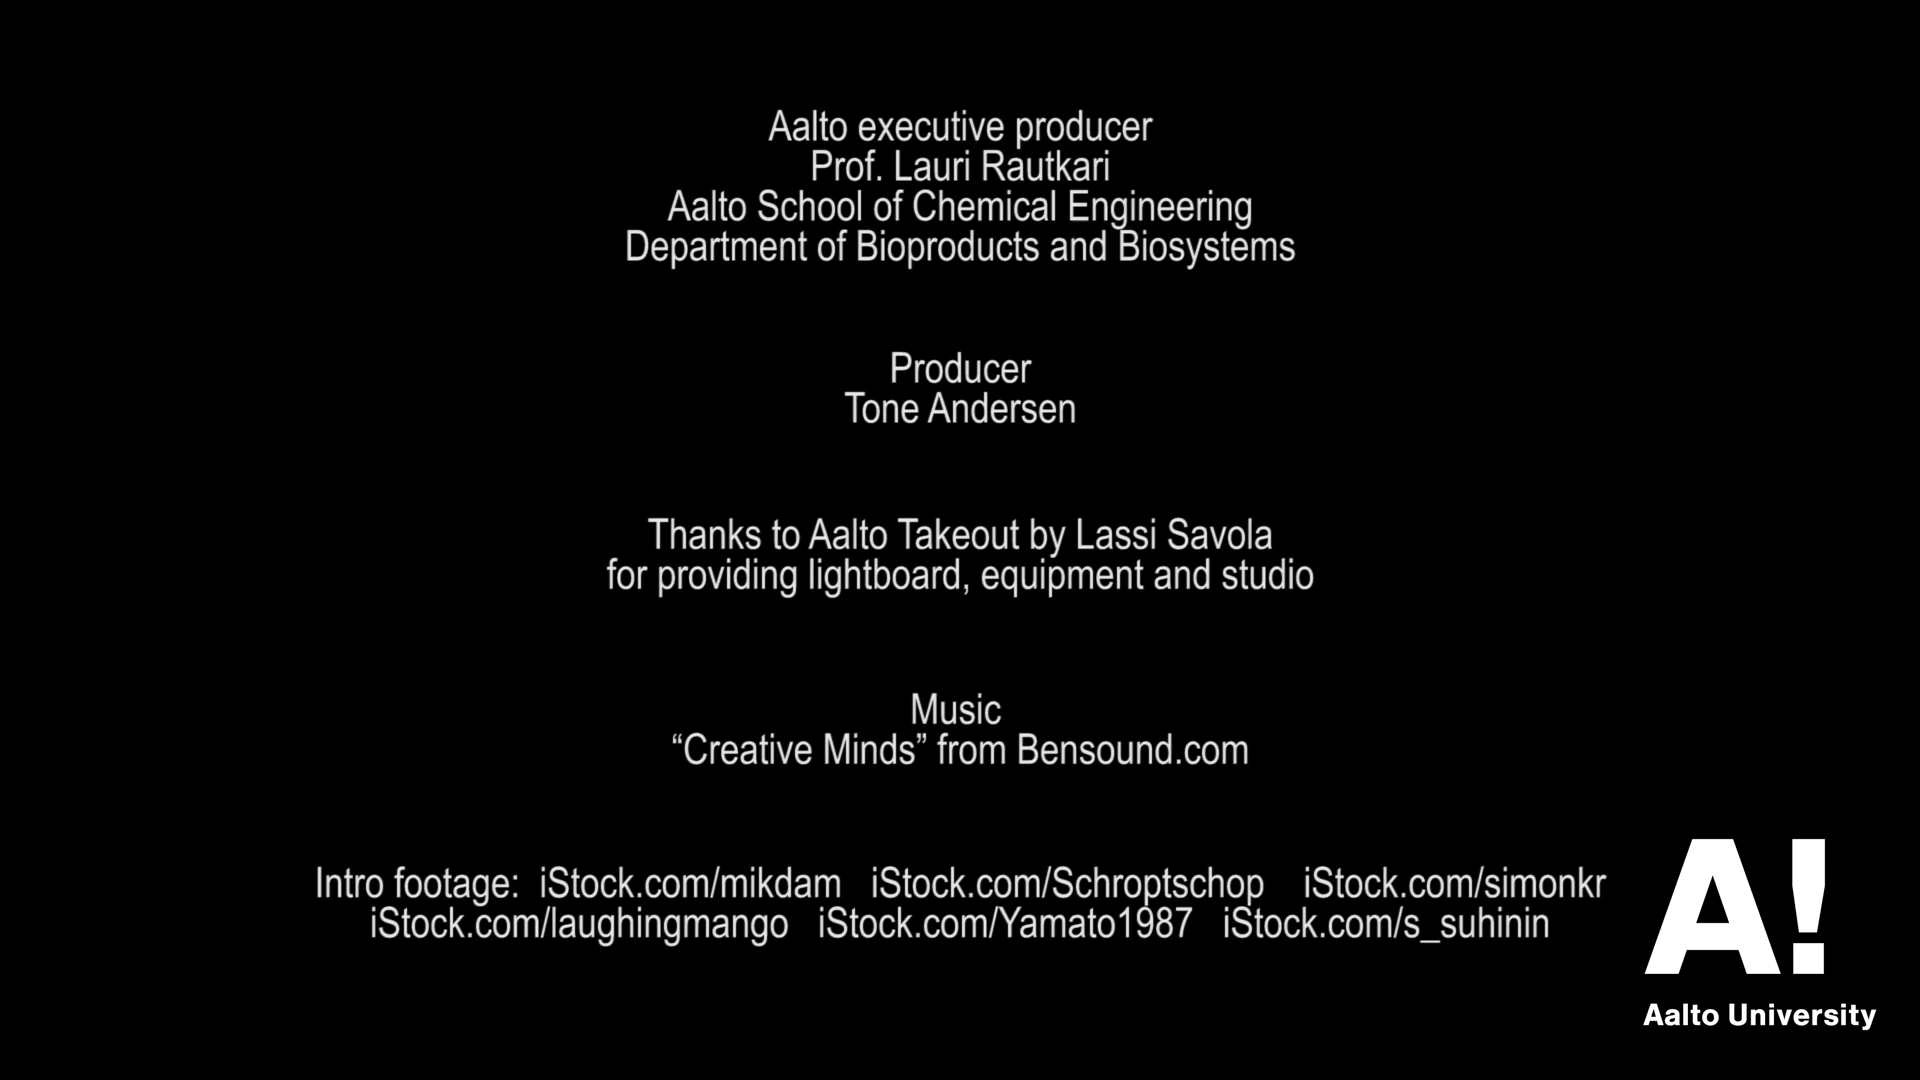 Aalto executive producer
Prof. Lauri Rautkari
Aalto School of Chemical Engineering
Department of Bioproducts and Biosystems
Producer
Tone Andersen
Thanks to Aalto Takeout by Lassi Savola
for providing lightboard, equipment and studio
Music
“Creative Minds” from Bensound.com
Intro footage: iStock.com/mikdam iStock.com/Schroptschop iStock.com/simonkr
iStock.com/laughingmango iStock.com/Yamato1987 iStock.com/s_suhinin
A!
Aalto University